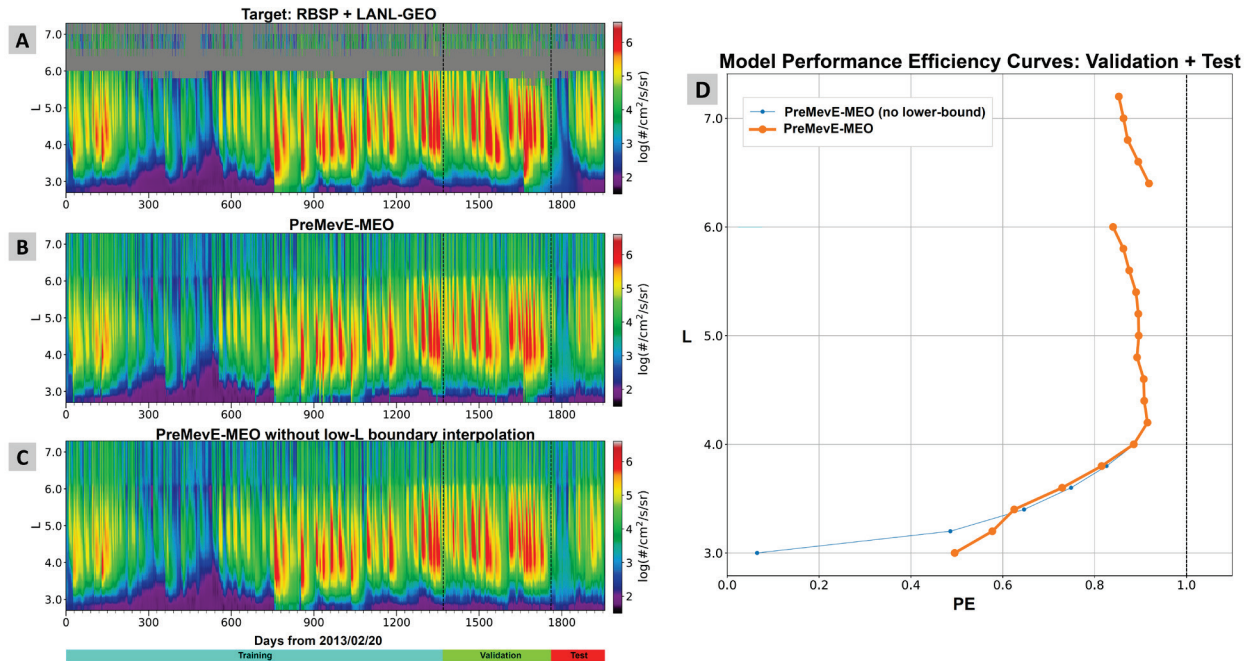 Target: RBSP + LANL-GEO
A
7.0
6.0
5.0
4.0
3.0
L
0 300 600 900 1200 1500 1800
6
5
4
3
2
log(#/cm²/s/sr)
PreMevE-MEO
B
7.0
6.0
5.0
4.0
3.0
L
0 300 600 900 1200 1500 1800
6
5
4
3
2
log(#/cm²/s/sr)
PreMevE-MEO without low-L boundary interpolation
C
7.0
6.0
5.0
4.0
3.0
L
0 300 600 900 1200 1500 1800
6
5
4
3
2
log(#/cm²/s/sr)
Days from 2013/02/20
Training Validation Test
Model Performance Efficiency Curves: Validation + Test
D
PreMevE-MEO (no lower-bound)
PreMevE-MEO
7.0
6.0
5.0
4.0
3.0
L
0.0 0.2 0.4 0.6 0.8 1.0
PE